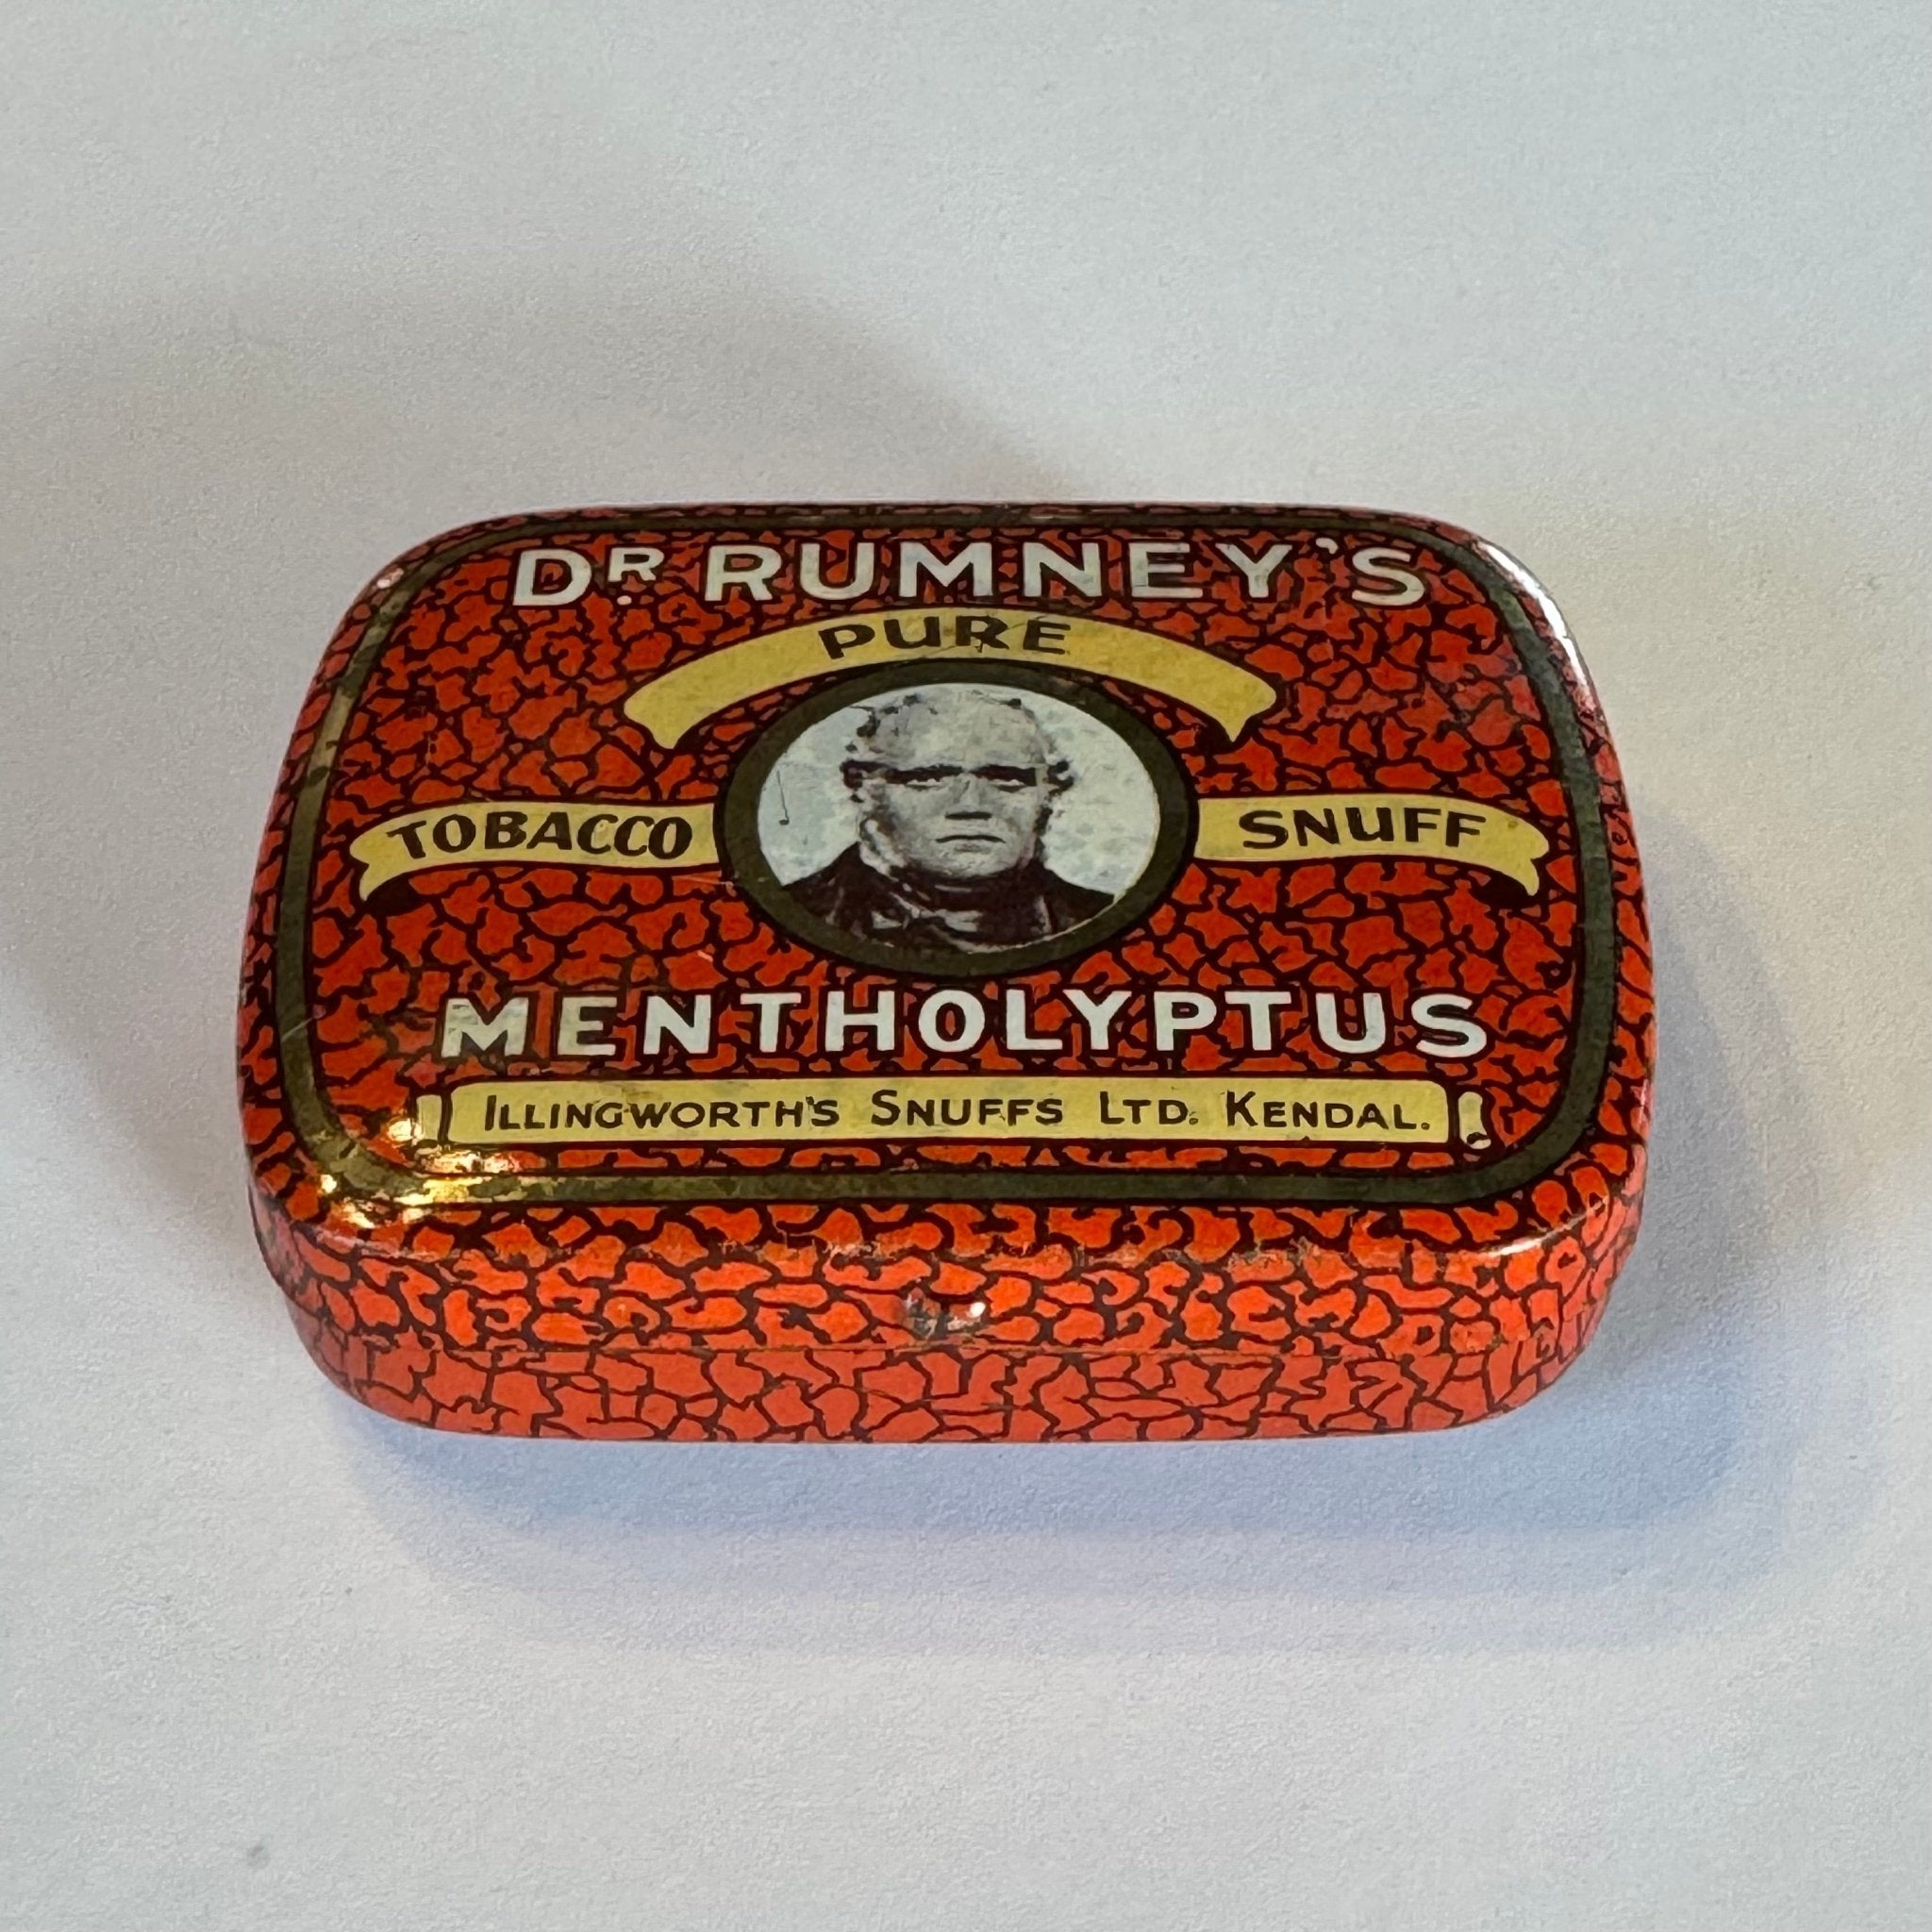 DR. RUMNEY'S
PURE
TOBACCO SNUFF
MENTHOLYPTUS
ILLINGWORTH'S SNUFFS LTD. KENDAL.